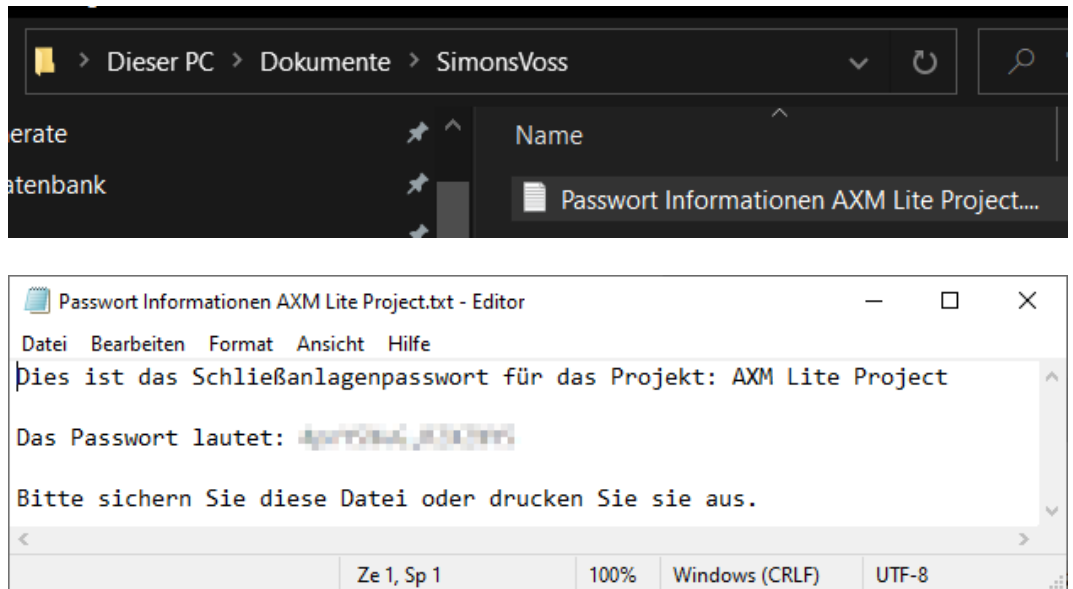 Dieser PC > Dokumente > SimonsVoss
erate
Name
atenbank
Passwort Informationen AXM Lite Project....
Passwort Informationen AXM Lite Project.txt - Editor
Datei Bearbeiten Format Ansicht Hilfe
Dies ist das Schließanlagenpasswort für das Projekt: AXM Lite Project
Das Passwort lautet:
Bitte sichern Sie diese Datei oder drucken Sie sie aus.
Ze 1, Sp 1 100% Windows (CRLF) UTF-8